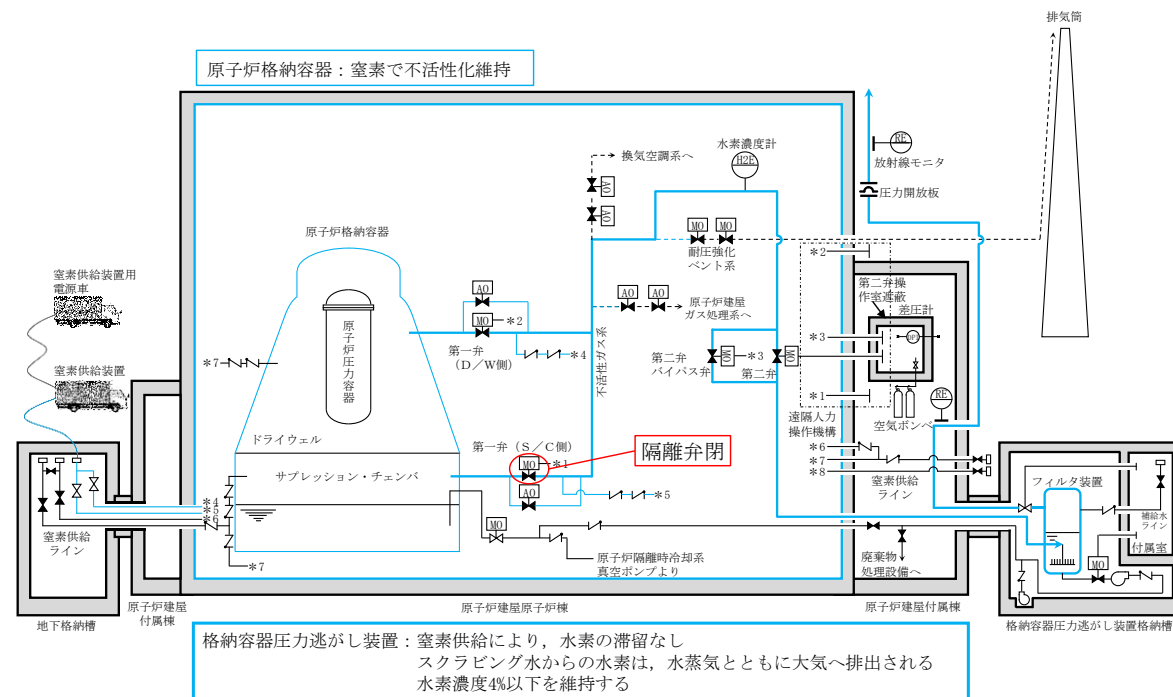 排気筒
原子炉格納容器：窒素で不活性化維持
水素濃度計
H2E
RE
放射線モニタ
圧力開放板
換気空調系へ
AO
AO
MO
MO
耐圧強化
ベント系
原子炉格納容器
原子炉圧力容器
AO
MO
＊2
第一弁
（D／W側）
＊4
AO
AO
原子炉建屋
ガス処理系へ
不活性ガス系
第二弁
バイパス弁
MO
＊3
第二弁
MO
＊2
＊3
＊1
遠隔人力
操作機構
第二弁操
作室遮蔽
差圧計
DPI
空気ボンベ
RE
窒素供給装置用
電源車
窒素供給装置
＊7
ドライウェル
サプレッション・チェンバ
第一弁（S／C側）
MO
＊1
AO
＊5
隔離弁閉
＊6
＊7
＊8
窒素供給
ライン
フィルタ装置
補給水
ライン
付属室
MO
窒素供給
ライン
＊4
＊5
＊6
＊7
MO
原子炉隔離時冷却系
真空ポンプより
廃棄物
処理設備へ
地下格納槽
原子炉建屋
付属棟
原子炉建屋原子炉棟
原子炉建屋付属棟
格納容器圧力逃がし装置格納槽
格納容器圧力逃がし装置：窒素供給により，水素の滞留なし
スクラビング水からの水素は，水蒸気とともに大気へ排出される
水素濃度4%以下を維持する